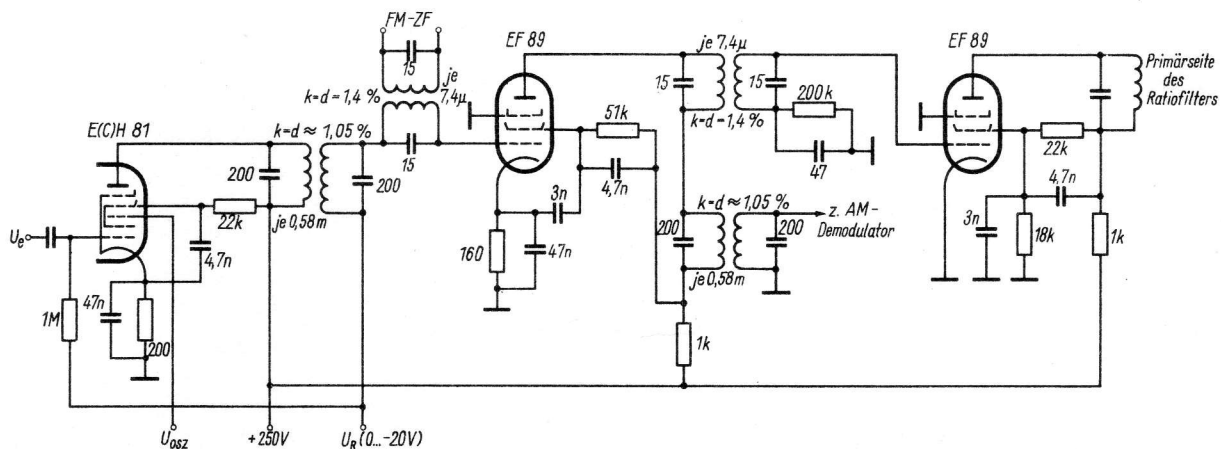 FM-ZF
15
je
7,4µ
k=d=1,4 %
15
E(C)H 81
k=d≈1,05 %
200
200
22k
je 0,58m
4,7n
Ue
47n
1M
200
UOSZ
+250V
UR (0...-20V)
EF 89
51k
4,7n
3n
160
47n
je 7,4µ
15
15
k=d=1,4 %
200k
47
k=d≈1,05 %
200
200
z. AM-
Demodulator
je 0,58m
1k
EF 89
Primärseite
des
Ratiofilters
22k
4,7n
3n
18k
1k